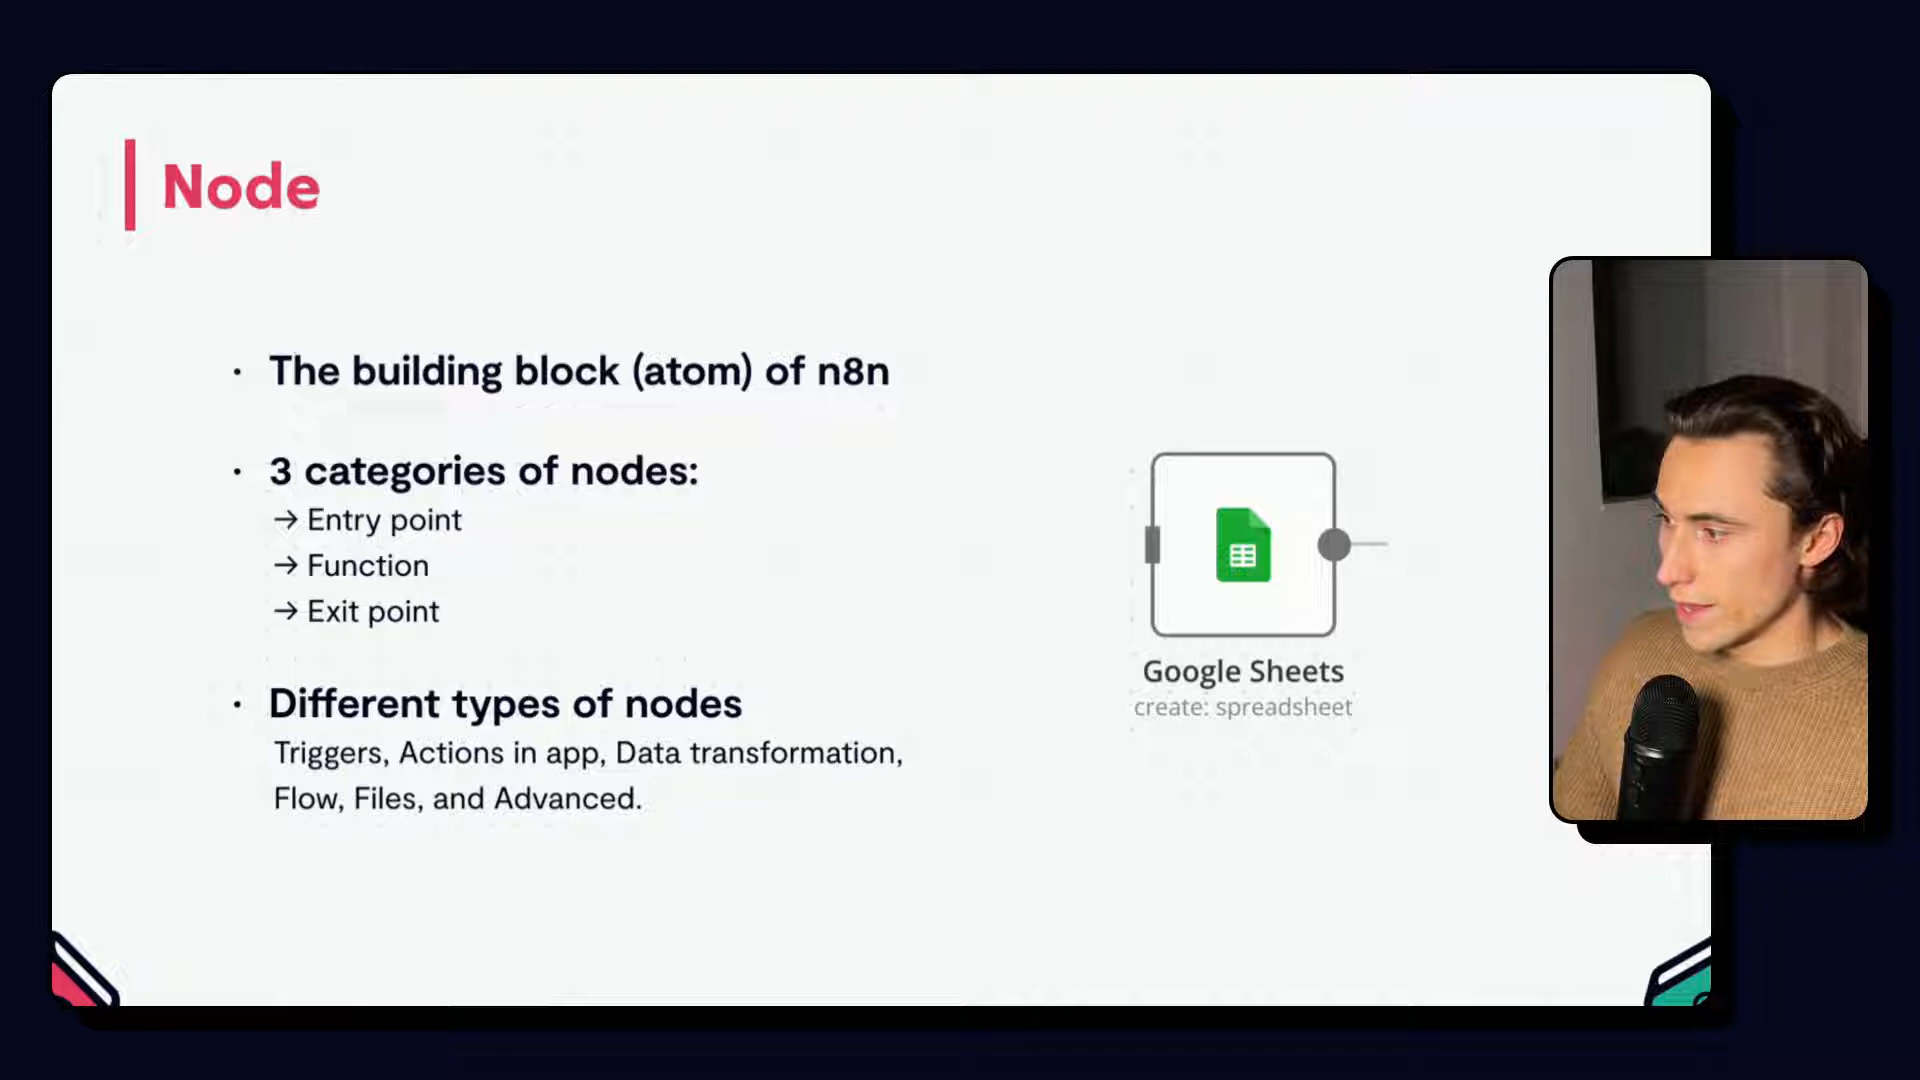 Node
· The building block (atom) of n8n
· 3 categories of nodes:
→ Entry point
→ Function
→ Exit point
· Different types of nodes
Triggers, Actions in app, Data transformation,
Flow, Files, and Advanced.
Google Sheets
create: spreadsheet